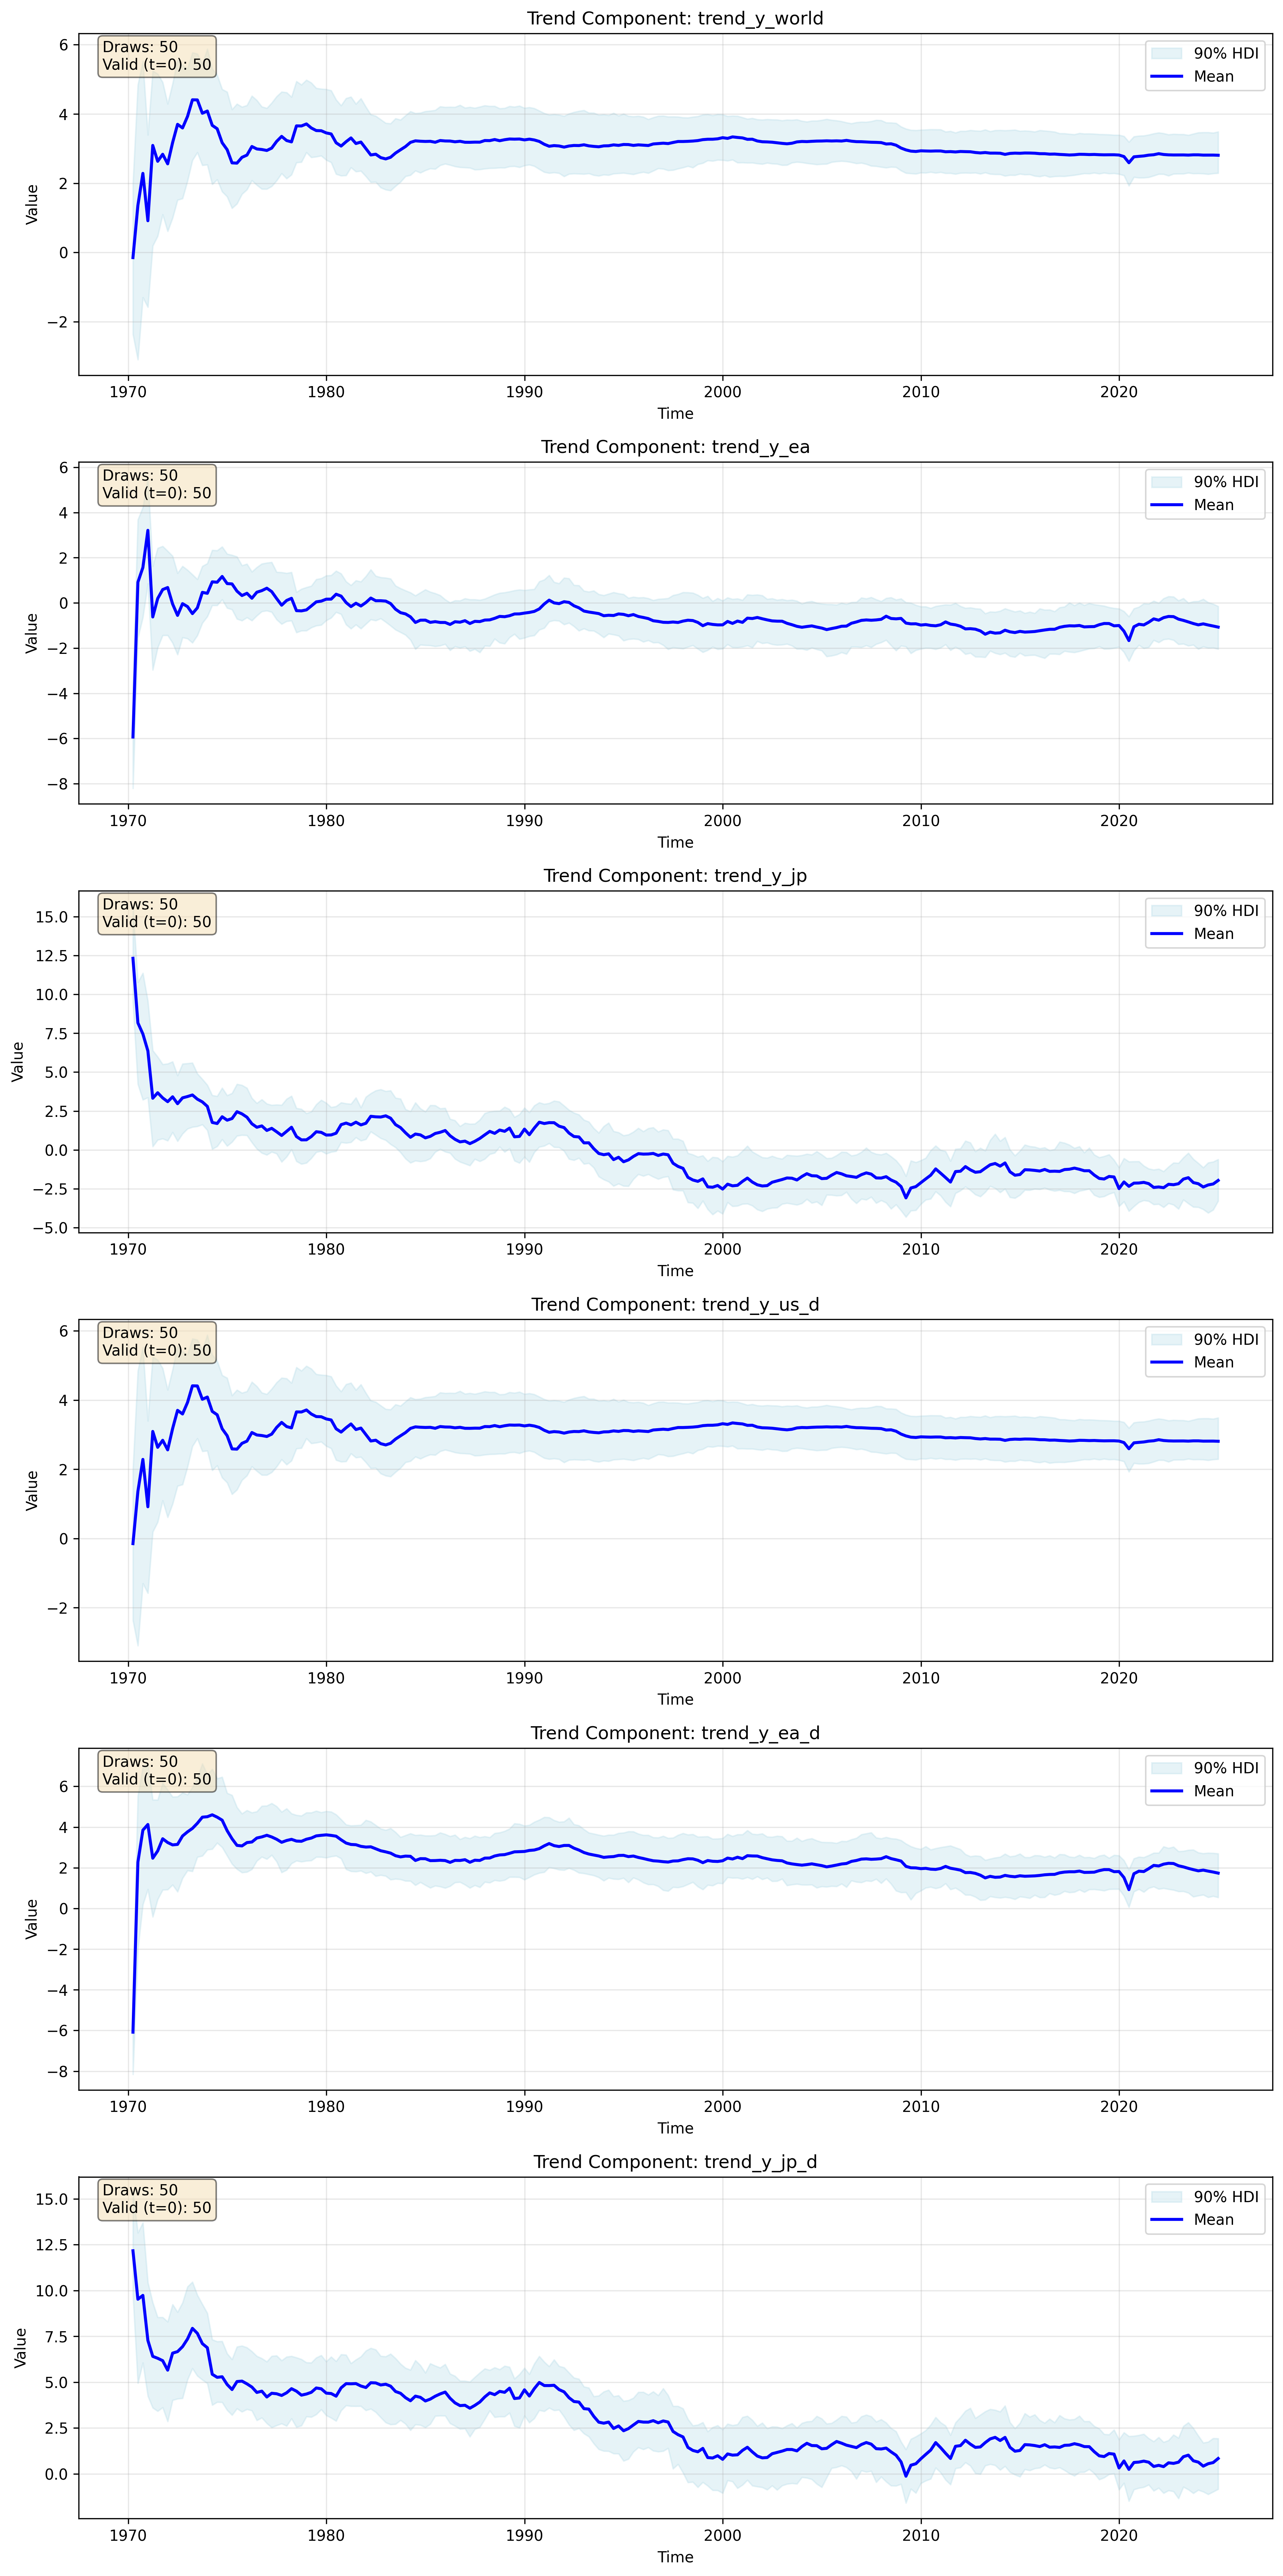 Trend Component: trend_y_world
Draws: 50
Valid (t=0): 50
90% HDI
Mean
6
4
2
0
−2
Value
1970 1980 1990 2000 2010 2020
Time
Trend Component: trend_y_ea
Draws: 50
Valid (t=0): 50
90% HDI
Mean
6
4
2
0
−2
−4
−6
−8
Value
1970 1980 1990 2000 2010 2020
Time
Trend Component: trend_y_jp
Draws: 50
Valid (t=0): 50
90% HDI
Mean
15.0
12.5
10.0
7.5
5.0
2.5
0.0
−2.5
−5.0
Value
1970 1980 1990 2000 2010 2020
Time
Trend Component: trend_y_us_d
Draws: 50
Valid (t=0): 50
90% HDI
Mean
6
4
2
0
−2
Value
1970 1980 1990 2000 2010 2020
Time
Trend Component: trend_y_ea_d
Draws: 50
Valid (t=0): 50
90% HDI
Mean
6
4
2
0
−2
−4
−6
−8
Value
1970 1980 1990 2000 2010 2020
Time
Trend Component: trend_y_jp_d
Draws: 50
Valid (t=0): 50
90% HDI
Mean
15.0
12.5
10.0
7.5
5.0
2.5
0.0
Value
1970 1980 1990 2000 2010 2020
Time